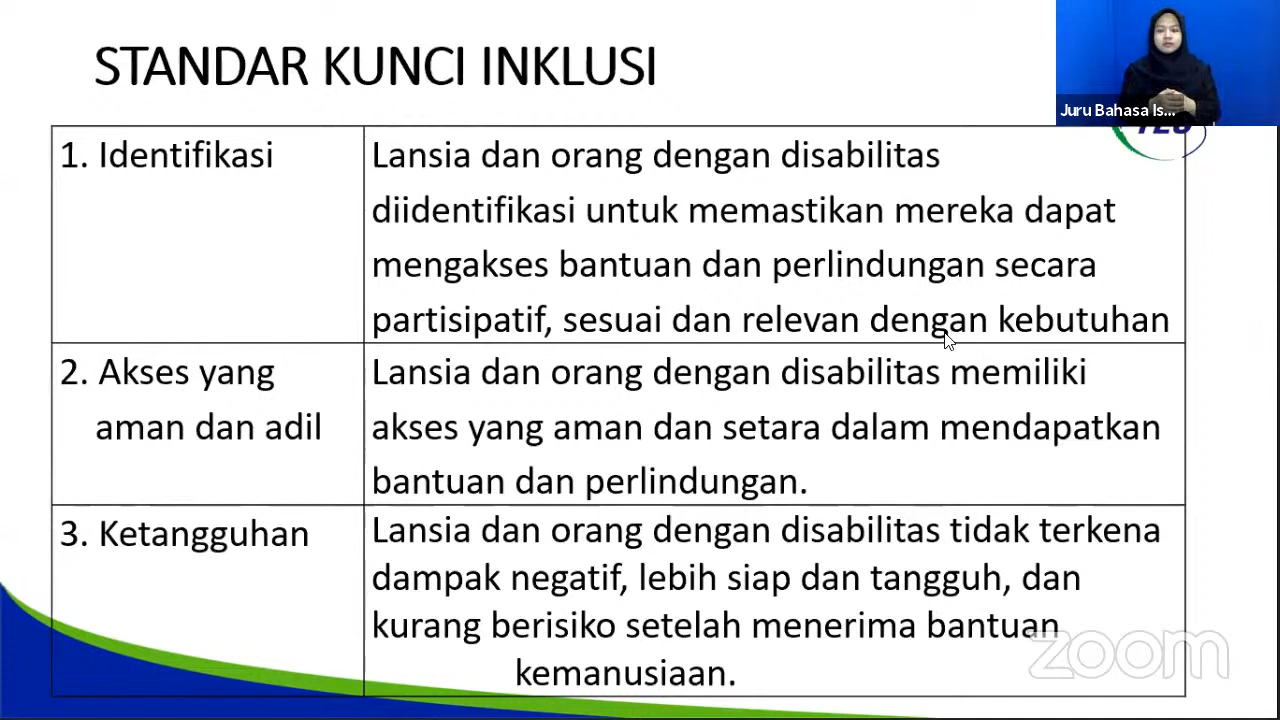 STANDAR KUNCI INKLUSI
Juru Bahasa Is...
1. Identifikasi
Lansia dan orang dengan disabilitas
diidentifikasi untuk memastikan mereka dapat
mengakses bantuan dan perlindungan secara
partisipatif, sesuai dan relevan dengan kebutuhan
2. Akses yang
aman dan adil
Lansia dan orang dengan disabilitas memiliki
akses yang aman dan setara dalam mendapatkan
bantuan dan perlindungan.
3. Ketangguhan
Lansia dan orang dengan disabilitas tidak terkena
dampak negatif, lebih siap dan tangguh, dan
kurang berisiko setelah menerima bantuan
kemanusiaan.
zoom